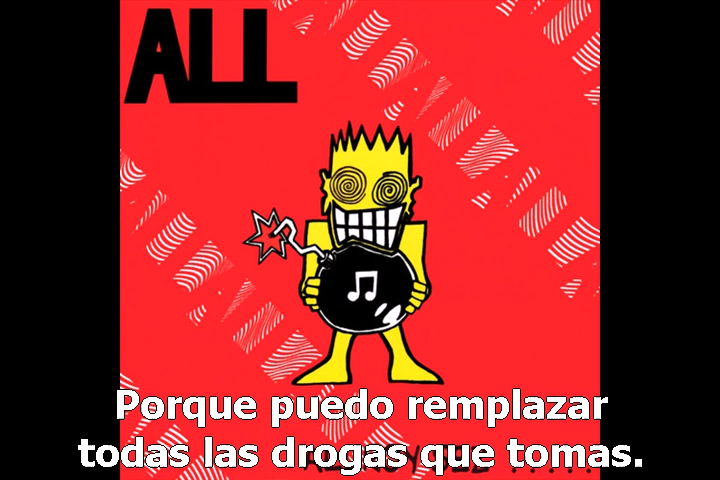 ALL
Porque puedo remplazar
todas las drogas que tomas.